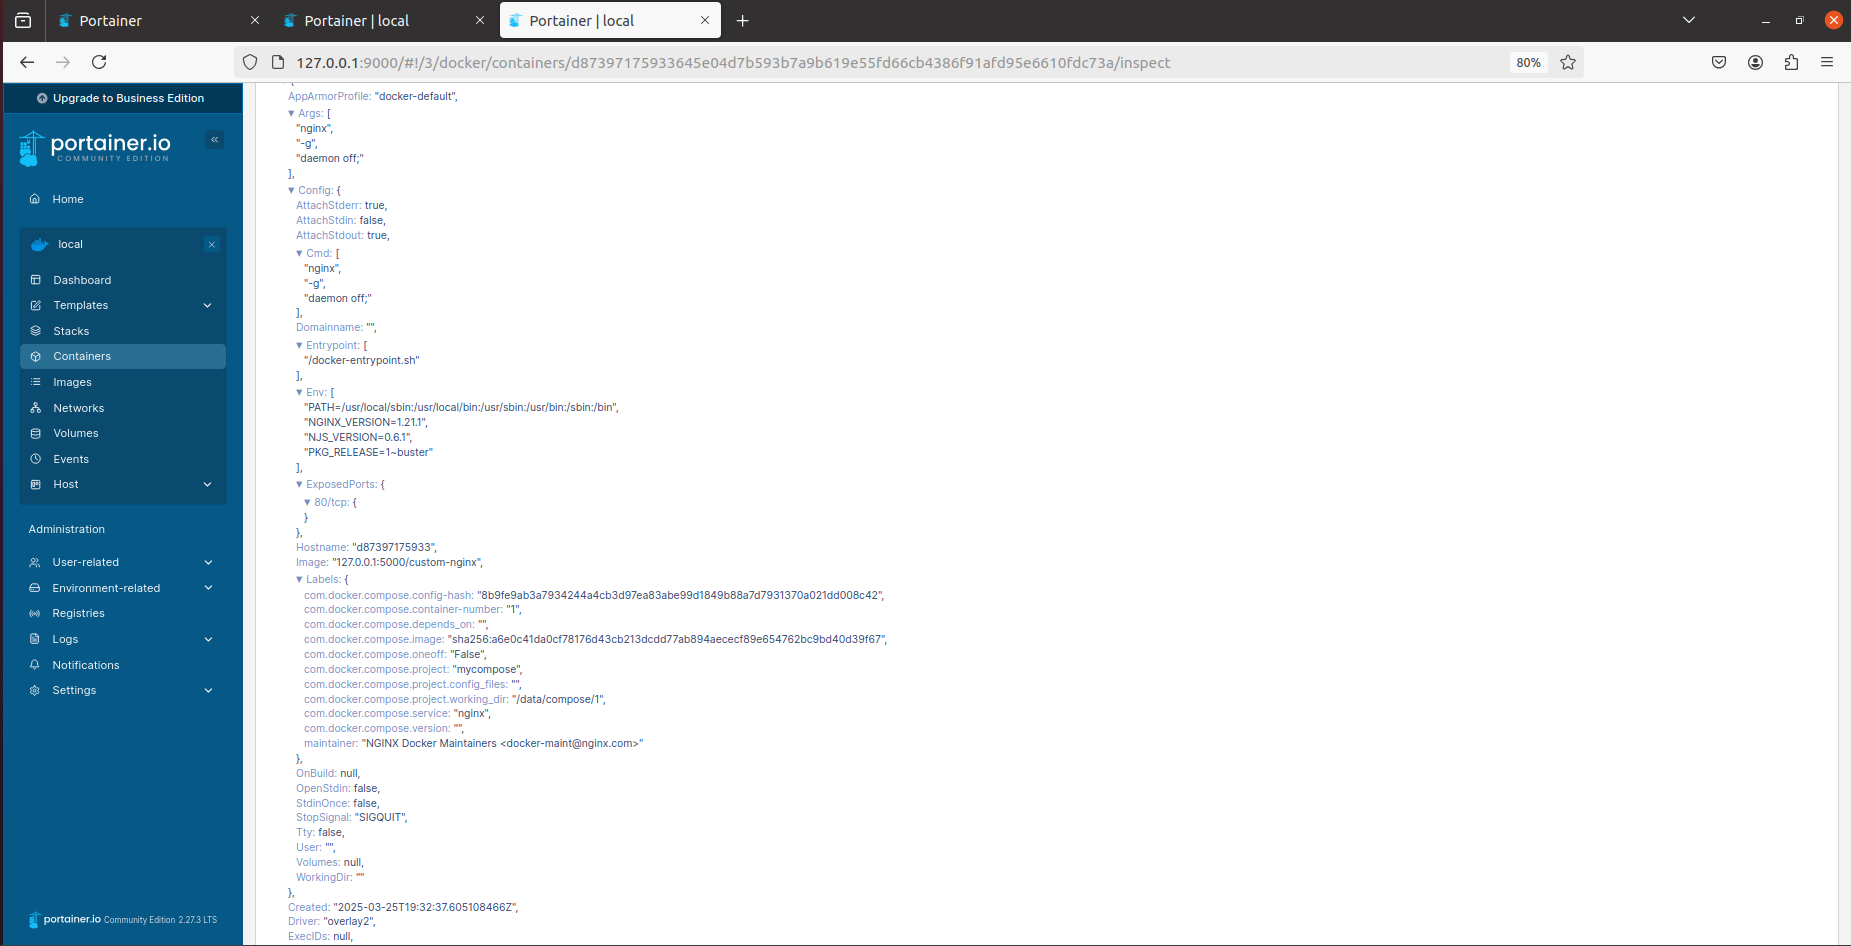 Portainer
Portainer | local
Portainer | local
127.0.0.1:9000/#!/3/docker/containers/d87397175933645e04d7b593b7a9b619e55fd66cb4386f91afd95e6610fdc73a/inspect
80%
Upgrade to Business Edition
portainer.io
COMMUNITY EDITION
Home
local
Dashboard
Templates
Stacks
Containers
Images
Networks
Volumes
Events
Host
Administration
User-related
Environment-related
Registries
Logs
Notifications
Settings
portainer.io Community Edition 2.27.3 LTS
{
AppArmorProfile: "docker-default",
Args: [
"nginx",
"-g",
"daemon off;"
],
Config: {
AttachStderr: true,
AttachStdin: false,
AttachStdout: true,
Cmd: [
"nginx",
"-g",
"daemon off;"
],
Domainname: "",
Entrypoint: [
"/docker-entrypoint.sh"
],
Env: [
"PATH=/usr/local/sbin:/usr/local/bin:/usr/sbin:/usr/bin:/sbin:/bin",
"NGINX_VERSION=1.21.1",
"NJS_VERSION=0.6.1",
"PKG_RELEASE=1~buster"
],
ExposedPorts: {
80/tcp: {
}
},
Hostname: "d87397175933",
Image: "127.0.0.1:5000/custom-nginx",
Labels: {
com.docker.compose.config-hash: "8b9fe9ab3a7934244a4cb3d97ea83abe99d1849b88a7d7931370a021dd008c42",
com.docker.compose.container-number: "1",
com.docker.compose.depends_on: "",
com.docker.compose.image: "sha256:a6e0c41da0cf78176d43cb213dcdd77ab894aececf89e654762bc9bd40d39f67",
com.docker.compose.oneoff: "False",
com.docker.compose.project: "mycompose",
com.docker.compose.project.config_files: "",
com.docker.compose.project.working_dir: "/data/compose/1",
com.docker.compose.service: "nginx",
com.docker.compose.version: "",
maintainer: "NGINX Docker Maintainers <docker-maint@nginx.com>"
},
OnBuild: null,
OpenStdin: false,
StdinOnce: false,
StopSignal: "SIGQUIT",
Tty: false,
User: "",
Volumes: null,
WorkingDir: ""
},
Created: "2025-03-25T19:32:37.605108466Z",
Driver: "overlay2",
ExecIDs: null,